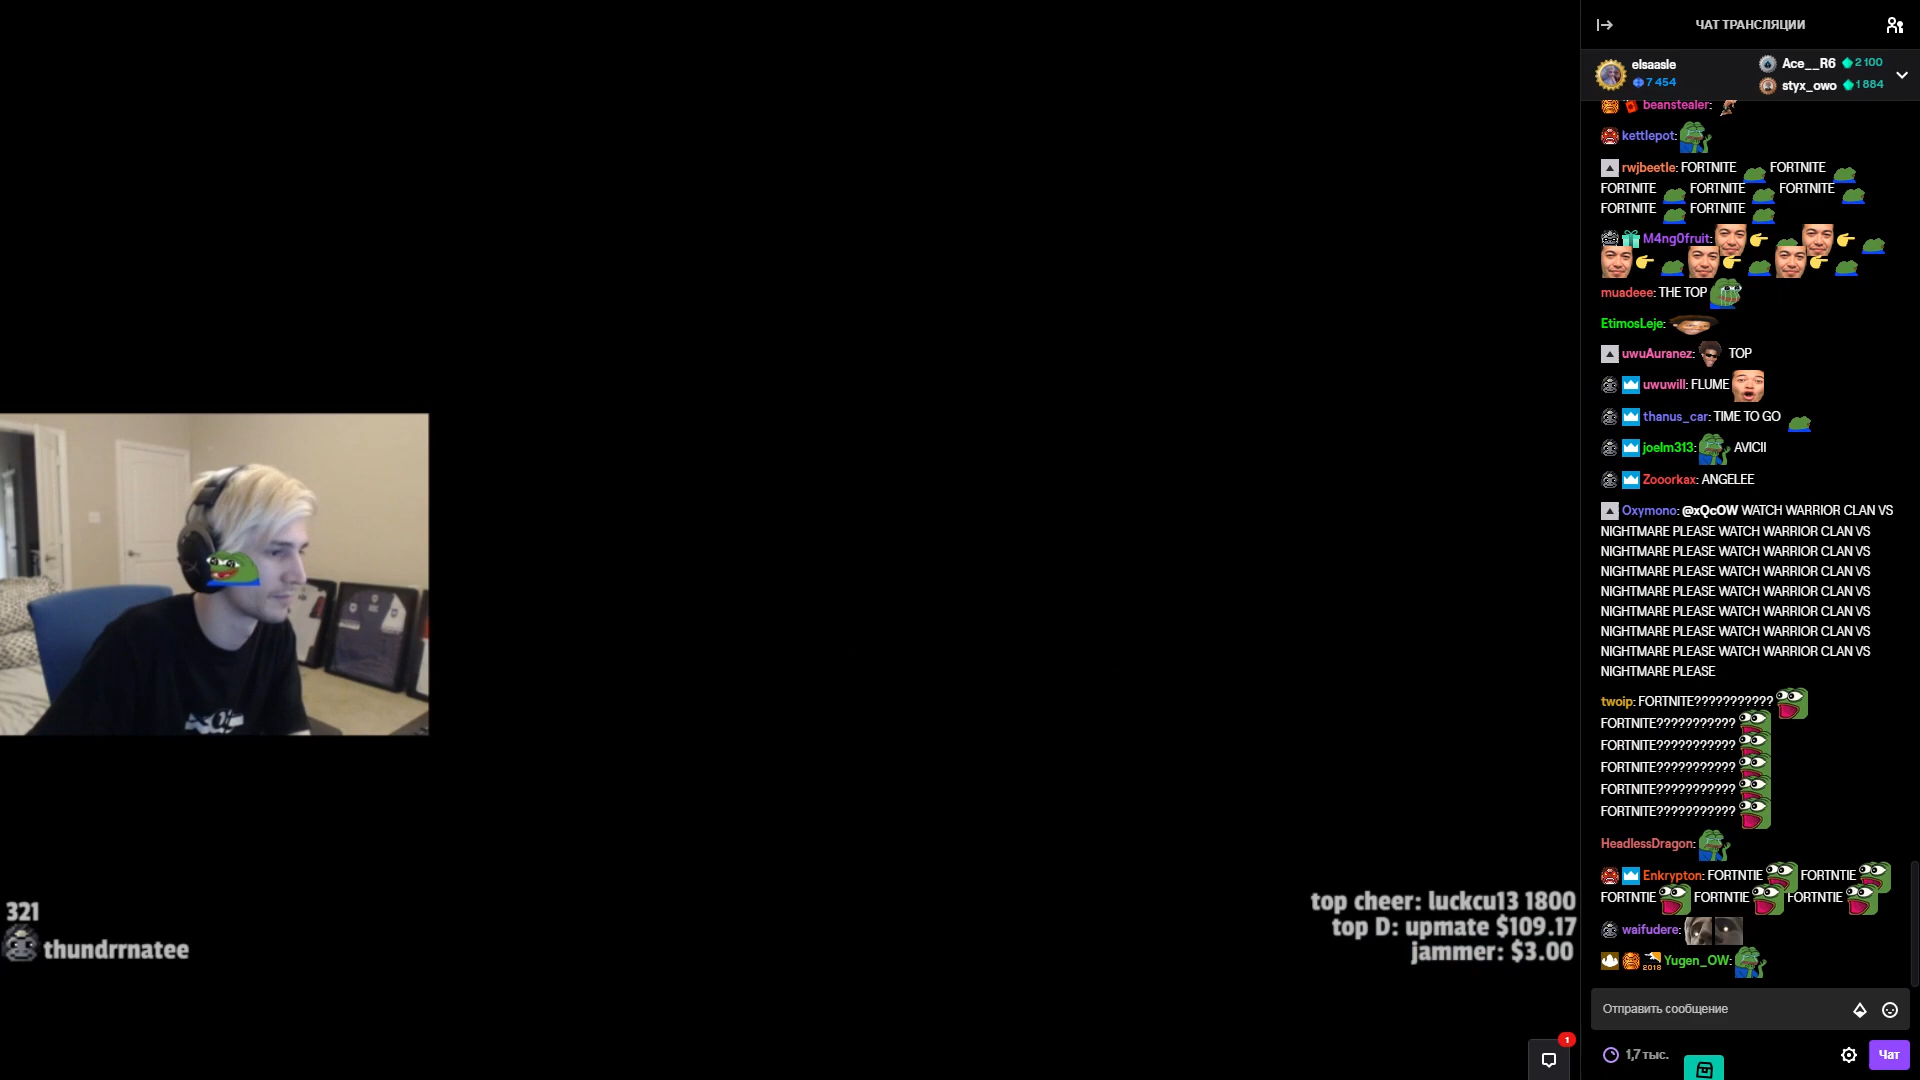 ЧАТ ТРАНСЛЯЦИИ
elsaasle
7 454
Ace__R6 2 100
styx_owo 1 884
beanstealer:
kettlepot:
rwjbeetle: FORTNITE FORTNITE
FORTNITE FORTNITE FORTNITE
FORTNITE FORTNITE
M4ng0fruit:
muadeee: THE TOP
EtimosLeje:
uwuAuranez: TOP
uwuwill: FLUME
thanus_car: TIME TO GO
joelm313: AVICII
Zooorkax: ANGELEE
Oxymono: @xQcOW WATCH WARRIOR CLAN VS
NIGHTMARE PLEASE WATCH WARRIOR CLAN VS
NIGHTMARE PLEASE WATCH WARRIOR CLAN VS
NIGHTMARE PLEASE WATCH WARRIOR CLAN VS
NIGHTMARE PLEASE WATCH WARRIOR CLAN VS
NIGHTMARE PLEASE WATCH WARRIOR CLAN VS
NIGHTMARE PLEASE WATCH WARRIOR CLAN VS
NIGHTMARE PLEASE WATCH WARRIOR CLAN VS
NIGHTMARE PLEASE
twoip: FORTNITE???????????
FORTNITE???????????
FORTNITE???????????
FORTNITE???????????
FORTNITE???????????
FORTNITE???????????
HeadlessDragon:
Enkrypton: FORTNTIE FORTNTIE
FORTNTIE FORTNTIE FORTNTIE
waifudere:
2018 Yugen_OW:
Отправить сообщение
1,7 тыс.
Чат
1
321
thundrrnatee
top cheer: luckcu13 1800
top D: upmate $109.17
jammer: $3.00